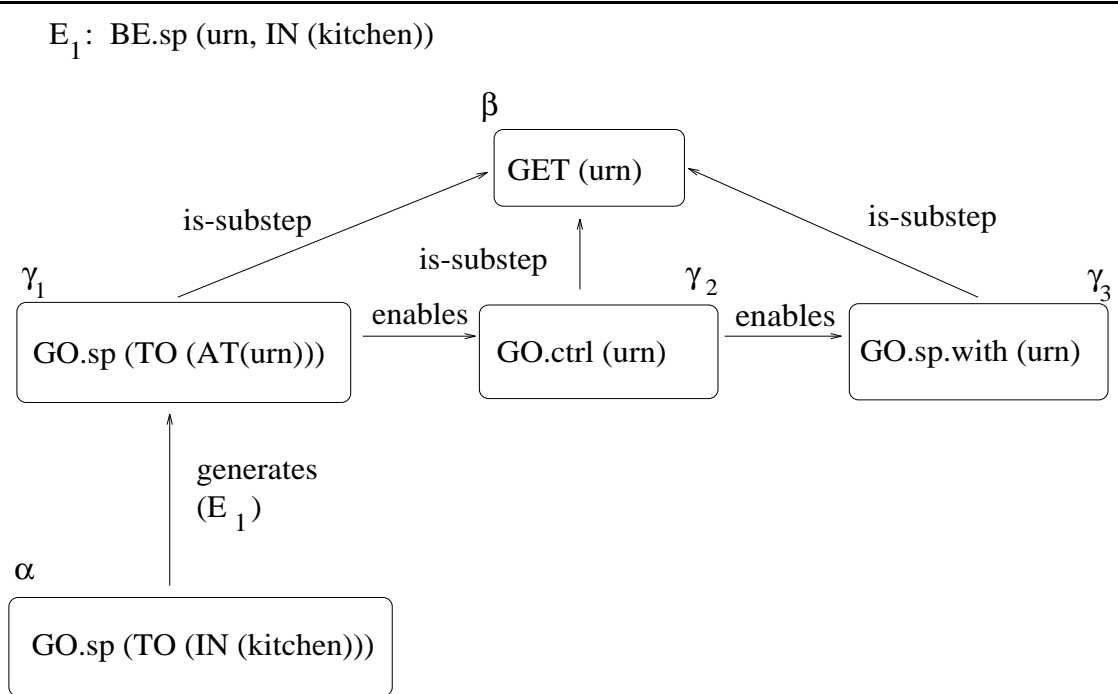 E₁: BE.sp (urn, IN (kitchen))
β
GET (urn)
is-substep
is-substep
is-substep
γ₁
γ₂
γ₃
enables
enables
GO.sp (TO (AT(urn)))
GO.ctrl (urn)
GO.sp.with (urn)
generates
(E₁)
α
GO.sp (TO (IN (kitchen)))